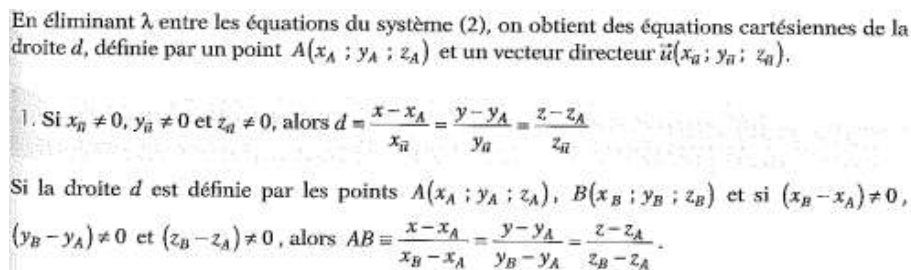 En éliminant λ entre les équations du système (2), on obtient des équations cartésiennes de la
droite d, définie par un point A(x_A ; y_A ; z_A) et un vecteur directeur u⃗(x_u⃗ ; y_u⃗ ; z_u⃗).
1. Si x_u⃗ ≠ 0, y_u⃗ ≠ 0 et z_u⃗ ≠ 0, alors d ≡ (x − x_A)/x_u⃗ = (y − y_A)/y_u⃗ = (z − z_A)/z_u⃗
Si la droite d est définie par les points A(x_A ; y_A ; z_A), B(x_B ; y_B ; z_B) et si (x_B − x_A) ≠ 0,
(y_B − y_A) ≠ 0 et (z_B − z_A) ≠ 0, alors AB ≡ (x − x_A)/(x_B − x_A) = (y − y_A)/(y_B − y_A) = (z − z_A)/(z_B − z_A).